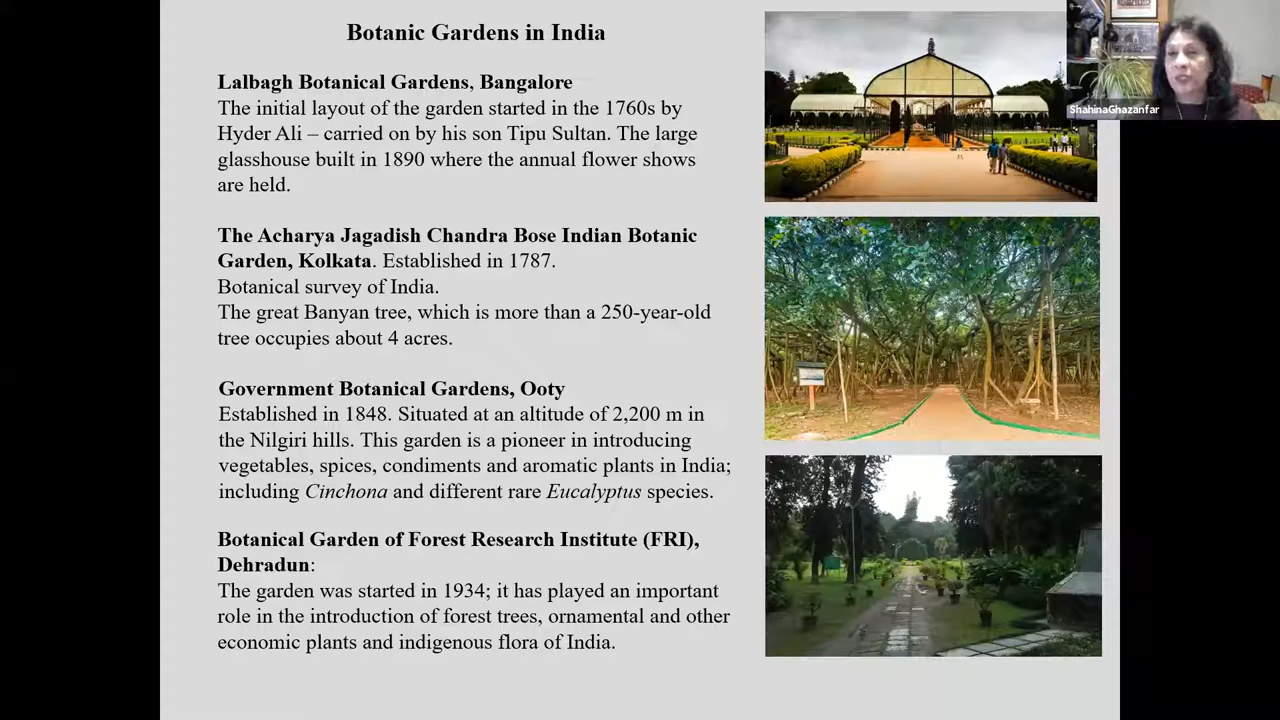 Botanic Gardens in India
Lalbagh Botanical Gardens, Bangalore
The initial layout of the garden started in the 1760s by
Hyder Ali – carried on by his son Tipu Sultan. The large
glasshouse built in 1890 where the annual flower shows
are held.
The Acharya Jagadish Chandra Bose Indian Botanic
Garden, Kolkata. Established in 1787.
Botanical survey of India.
The great Banyan tree, which is more than a 250-year-old
tree occupies about 4 acres.
Government Botanical Gardens, Ooty
Established in 1848. Situated at an altitude of 2,200 m in
the Nilgiri hills. This garden is a pioneer in introducing
vegetables, spices, condiments and aromatic plants in India;
including Cinchona and different rare Eucalyptus species.
Botanical Garden of Forest Research Institute (FRI),
Dehradun:
The garden was started in 1934; it has played an important
role in the introduction of forest trees, ornamental and other
economic plants and indigenous flora of India.
ShahinaGhazanfar